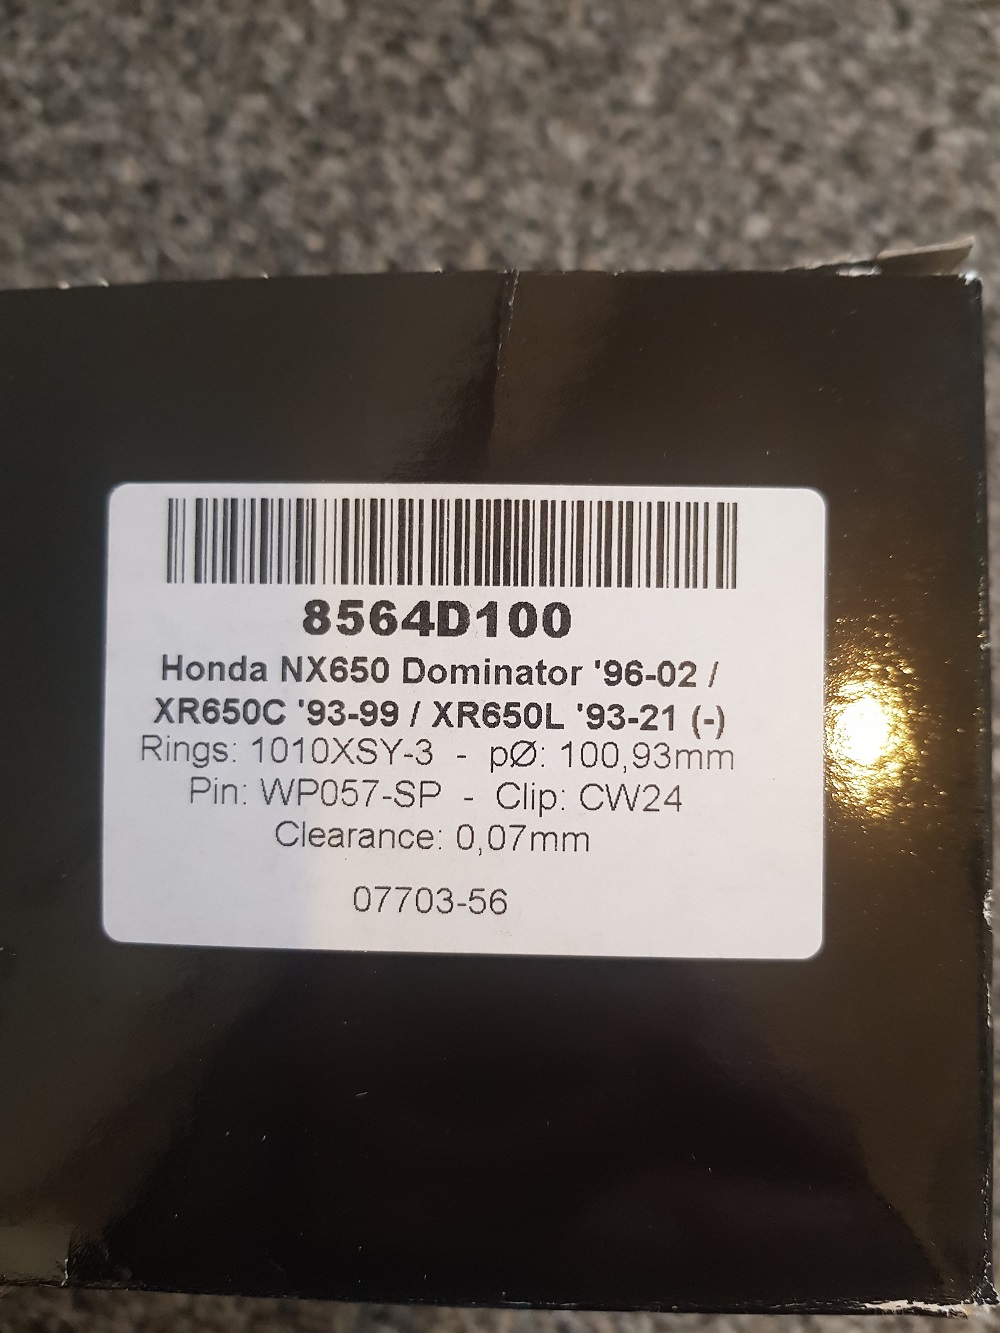 8564D100
Honda NX650 Dominator '96-02 /
XR650C '93-99 / XR650L '93-21 (-)
Rings: 1010XSY-3 - pØ: 100,93mm
Pin: WP057-SP - Clip: CW24
Clearance: 0,07mm
07703-56